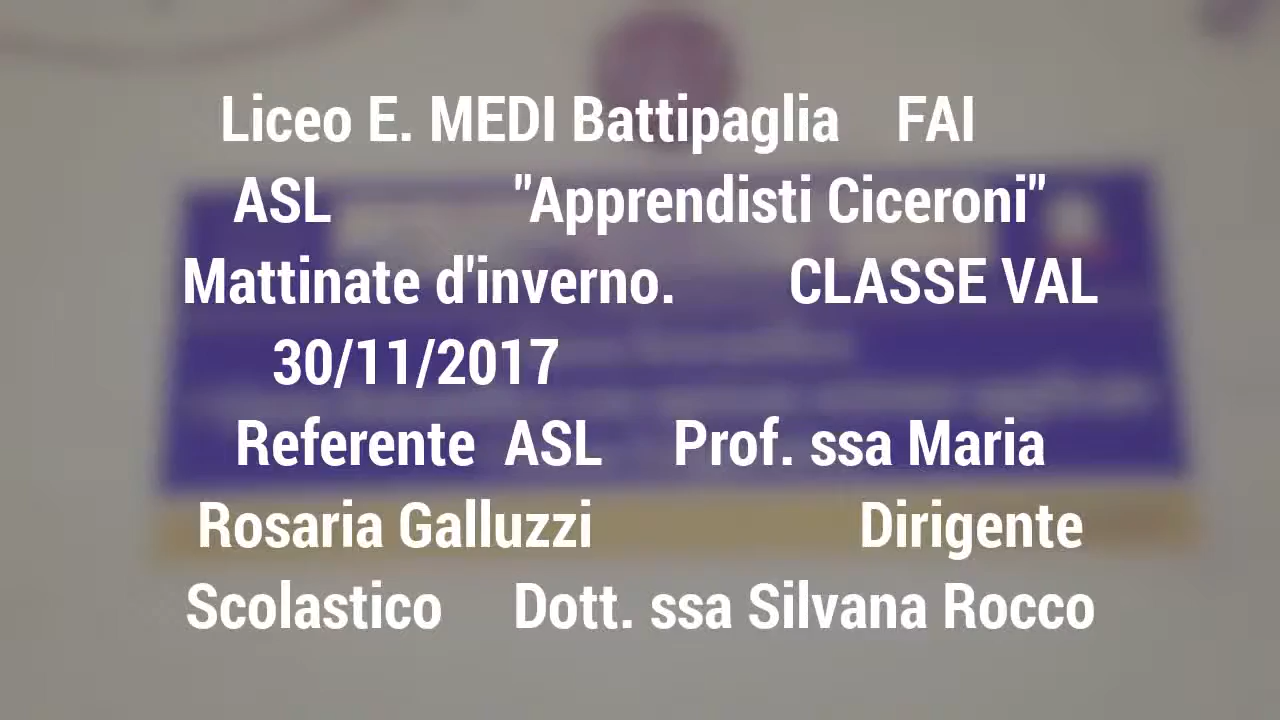 Liceo E. MEDI Battipaglia FAI
ASL "Apprendisti Ciceroni"
Mattinate d'inverno. CLASSE VAL
30/11/2017
Referente ASL Prof. ssa Maria
Rosaria Galluzzi Dirigente
Scolastico Dott. ssa Silvana Rocco